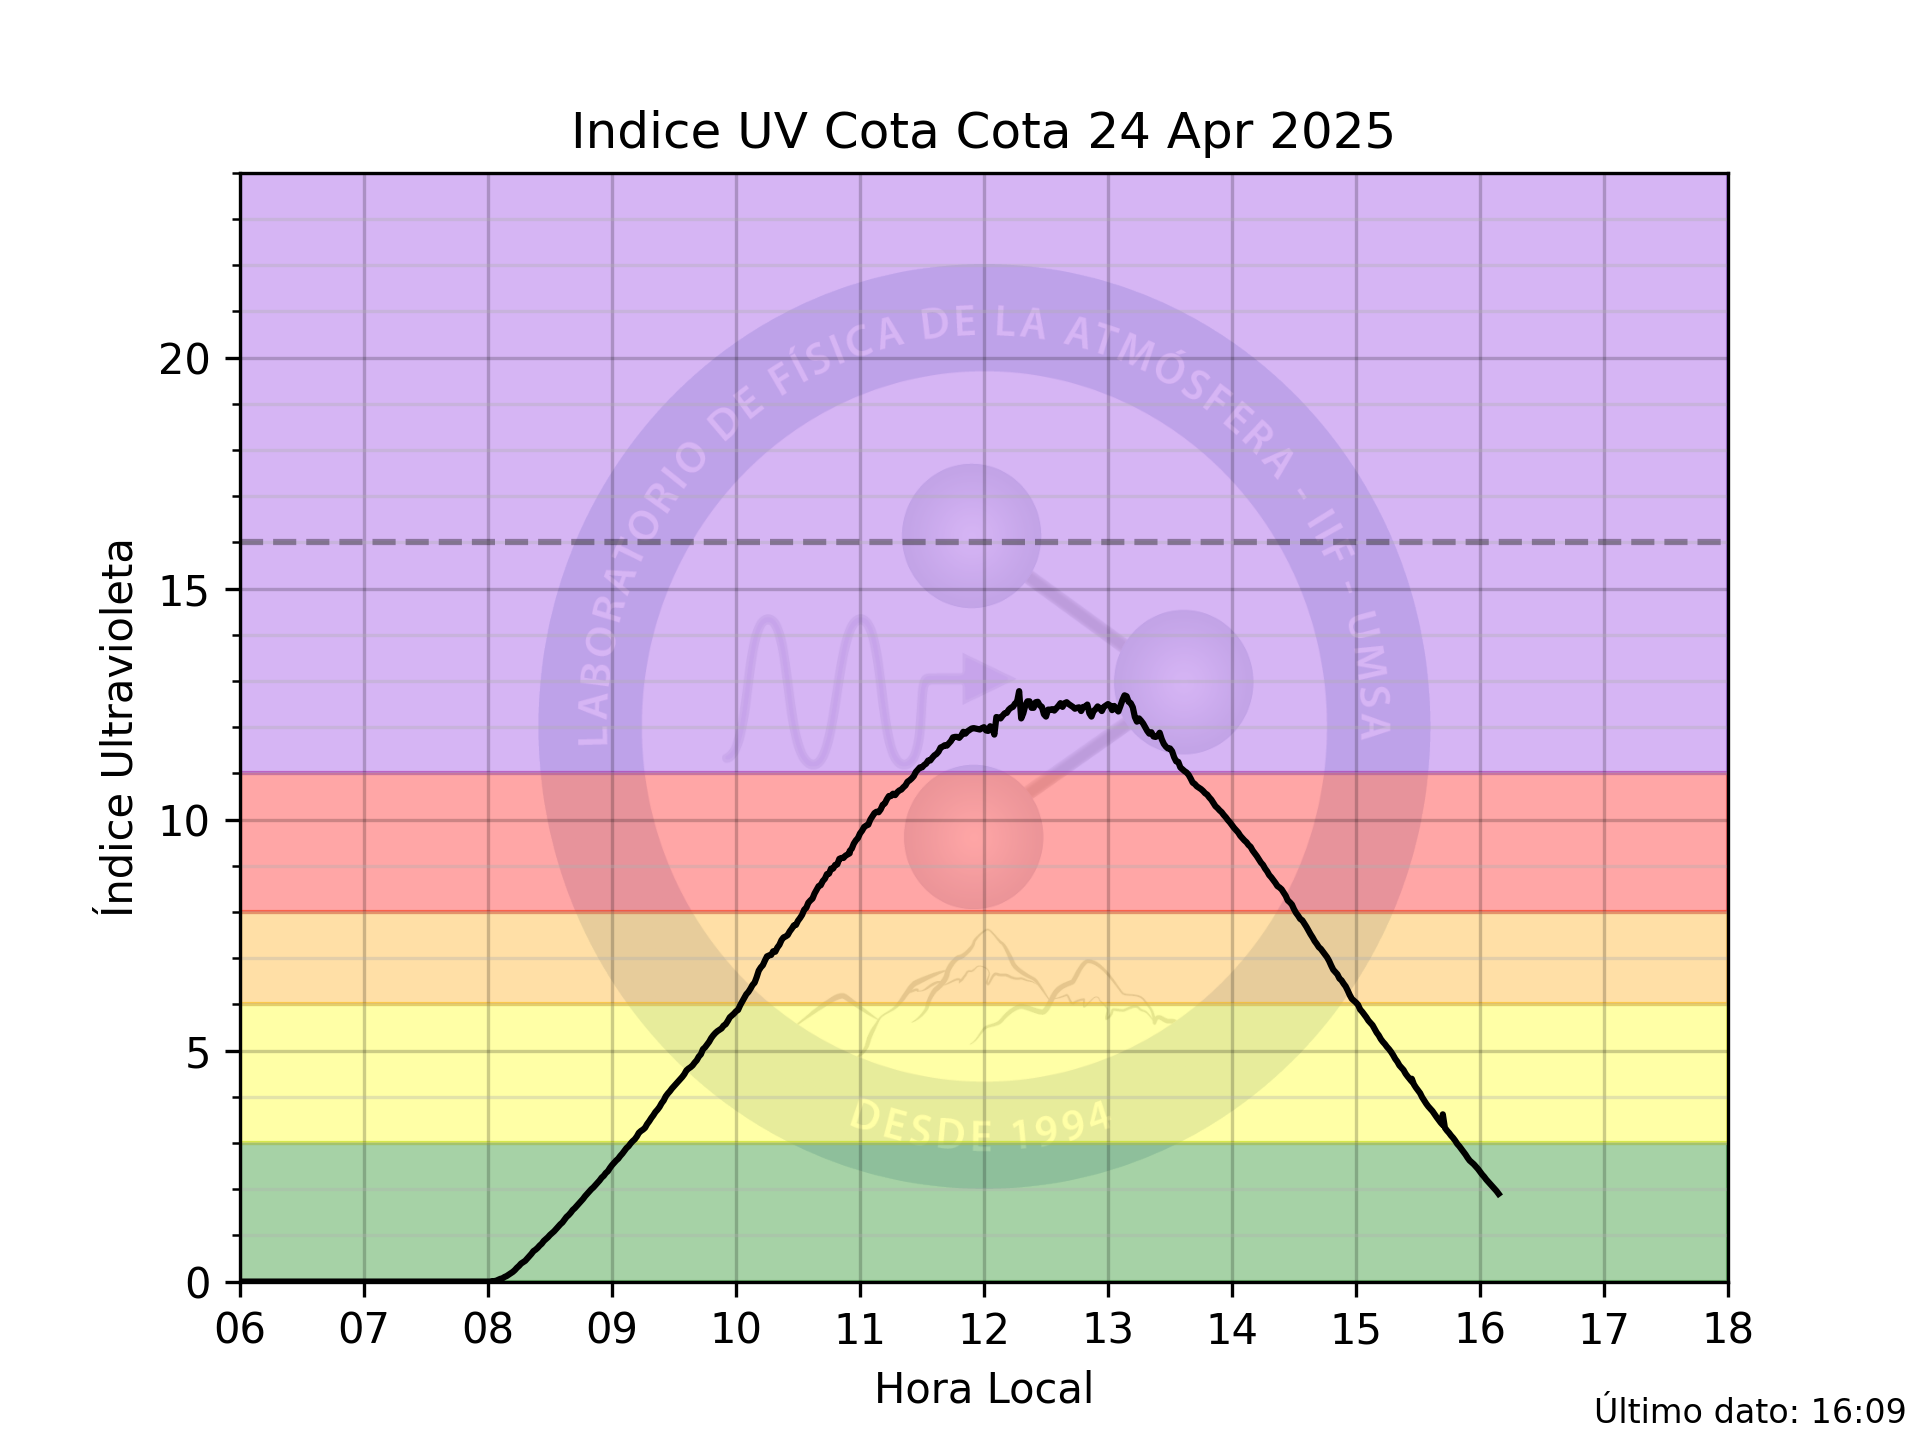 Indice UV Cota Cota 24 Apr 2025
LABORATORIO DE FÍSICA DE LA ATMÓSFERA - IIF - UMSA
DESDE 1994
Índice Ultravioleta
20
15
10
5
0
06 07 08 09 10 11 12 13 14 15 16 17 18
Hora Local
Último dato: 16:09